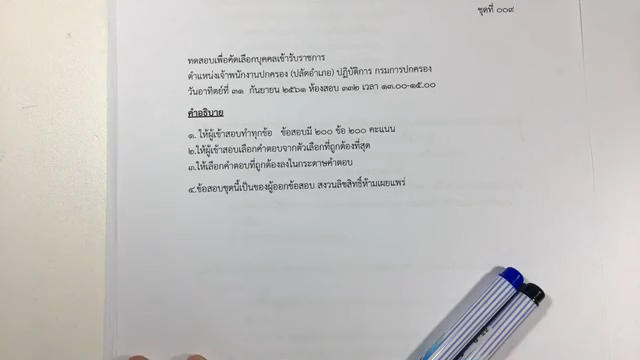 ชุดที่ ๐๐๙
ทดสอบเพื่อคัดเลือกบุคคลเข้ารับราชการ
ตำแหน่งเจ้าพนักงานปกครอง (ปลัดอำเภอ) ปฏิบัติการ กรมการปกครอง
วันอาทิตย์ที่ ๓๑ กันยายน ๒๕๖๑ ห้องสอบ ๓๓๒ เวลา ๑๓.๐๐-๑๕.๐๐
คำอธิบาย
๑. ให้ผู้เข้าสอบทำทุกข้อ ข้อสอบมี ๒๐๐ ข้อ ๒๐๐ คะแนน
๒.ให้ผู้เข้าสอบเลือกคำตอบจากตัวเลือกที่ถูกต้องที่สุด
๓.ให้เลือกคำตอบที่ถูกต้องลงในกระดาษคำตอบ
๔.ข้อสอบชุดนี้เป็นของผู้ออกข้อสอบ สงวนลิขสิทธิ์ห้ามเผยแพร่